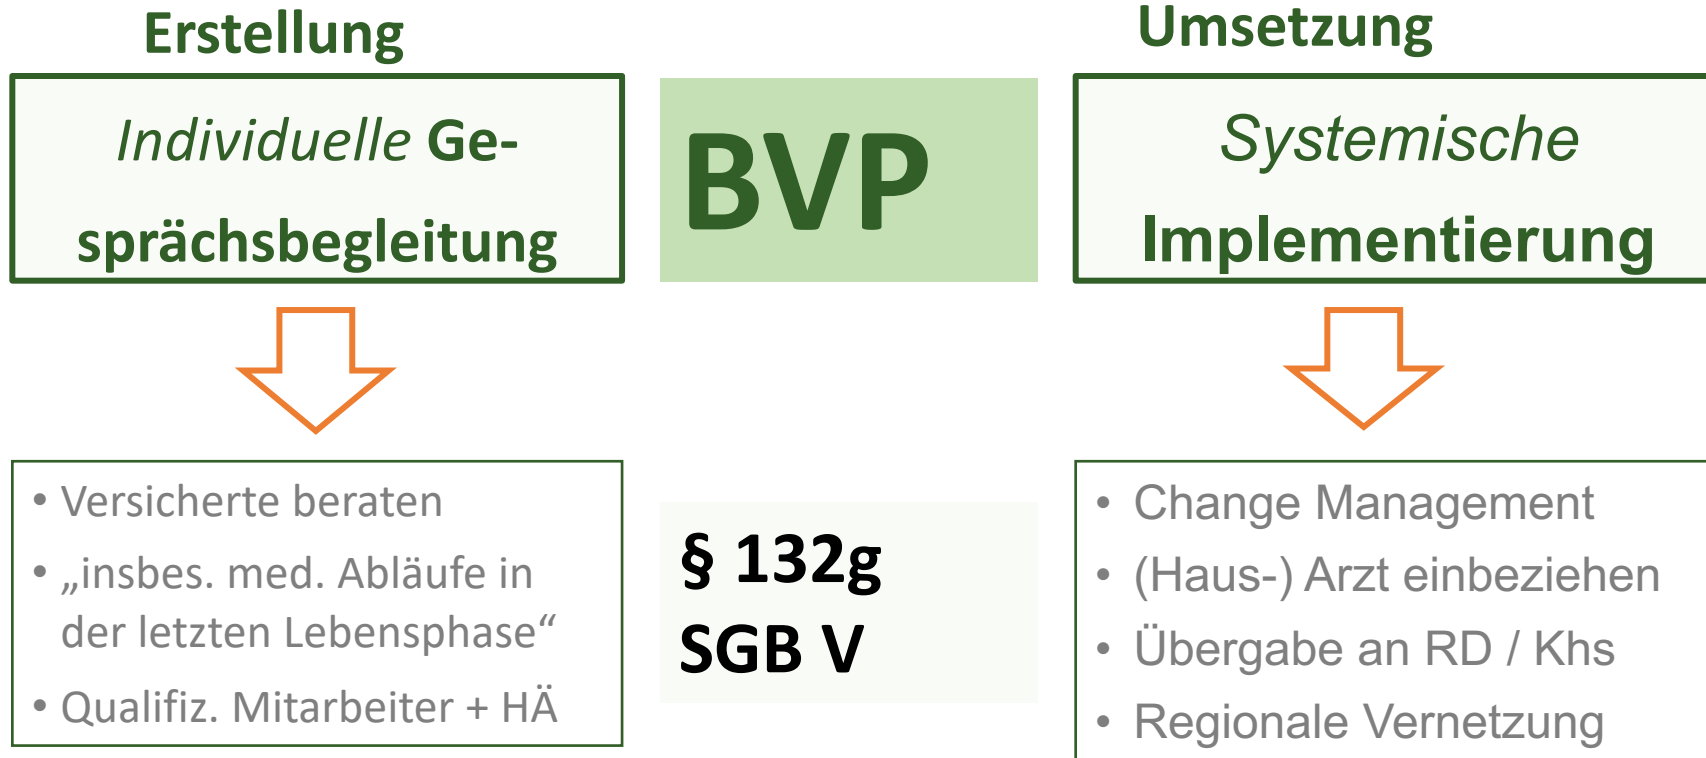 Erstellung
Individuelle Ge-
sprächsbegleitung
• Versicherte beraten
• „insbes. med. Abläufe in
der letzten Lebensphase“
• Qualifiz. Mitarbeiter + HÄ
BVP
§ 132g
SGB V
Umsetzung
Systemische
Implementierung
• Change Management
• (Haus-) Arzt einbeziehen
• Übergabe an RD / Khs
• Regionale Vernetzung